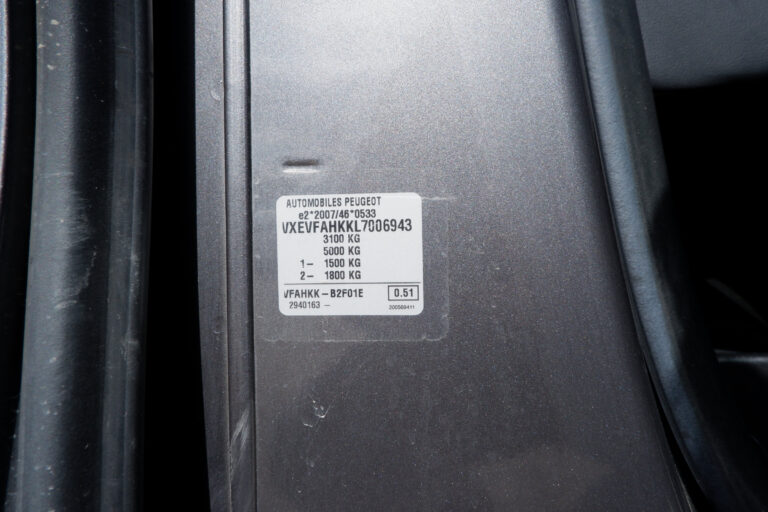 AUTOMOBILES PEUGEOT
e2*2007/46*0533
VXEVFAHKKL7006943
3100 KG
5000 KG
1- 1500 KG
2- 1800 KG
VFAHKK-B2F01E 0.51
2940163 - 200569411